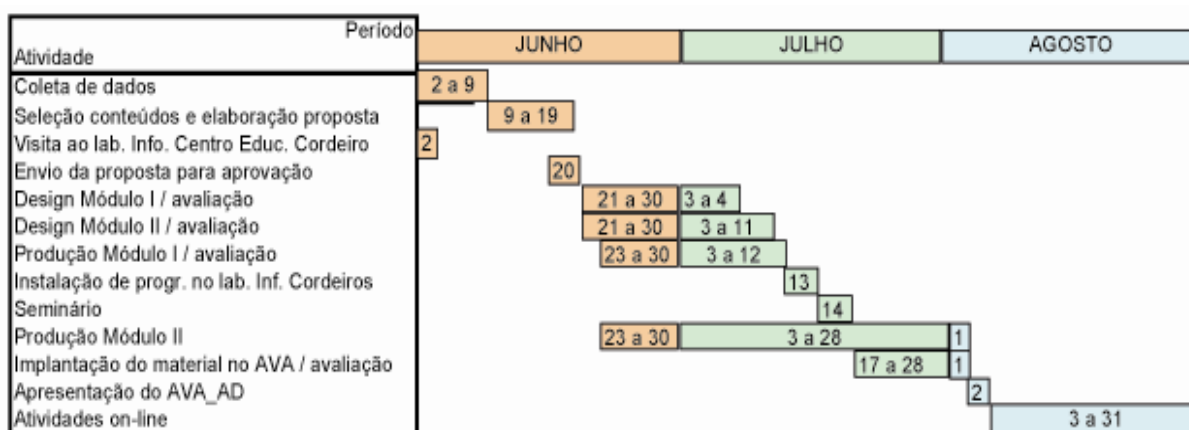 Período
Atividade JUNHO JULHO AGOSTO
Coleta de dados 2 a 9
Seleção conteúdos e elaboração proposta 9 a 19
Visita ao lab. Info. Centro Educ. Cordeiro 2
Envio da proposta para aprovação 20
Design Módulo I / avaliação 21 a 30 3 a 4
Design Módulo II / avaliação 21 a 30 3 a 11
Produção Módulo I / avaliação 23 a 30 3 a 12
Instalação de progr. no lab. Inf. Cordeiros 13
Seminário 14
Produção Módulo II 23 a 30 3 a 28 1
Implantação do material no AVA / avaliação 17 a 28 1
Apresentação do AVA_AD 2
Atividades on-line 3 a 31